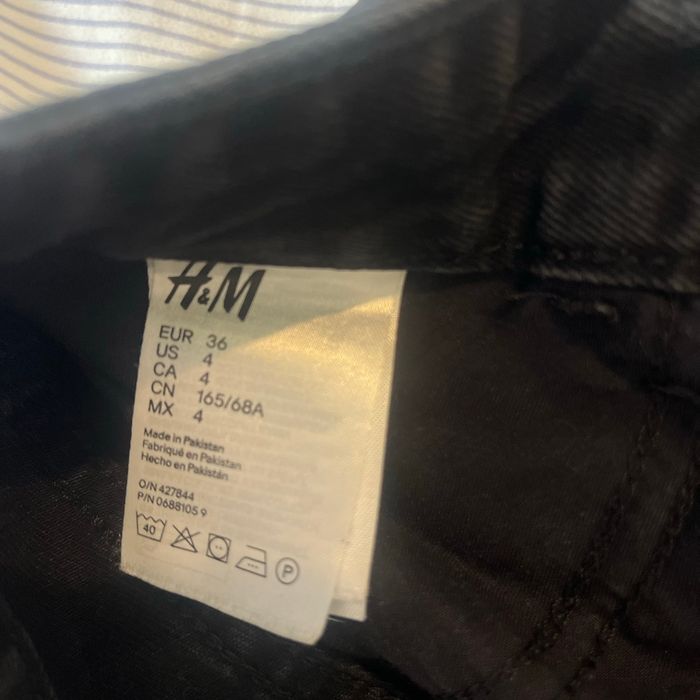 H&M
EUR 36
US 4
CA 4
CN 165/68A
MX 4
Made in Pakistan
Fabriqué en Pakistan
Hecho en Pakistán
O/N 427844
P/N 0688105 9
40
P